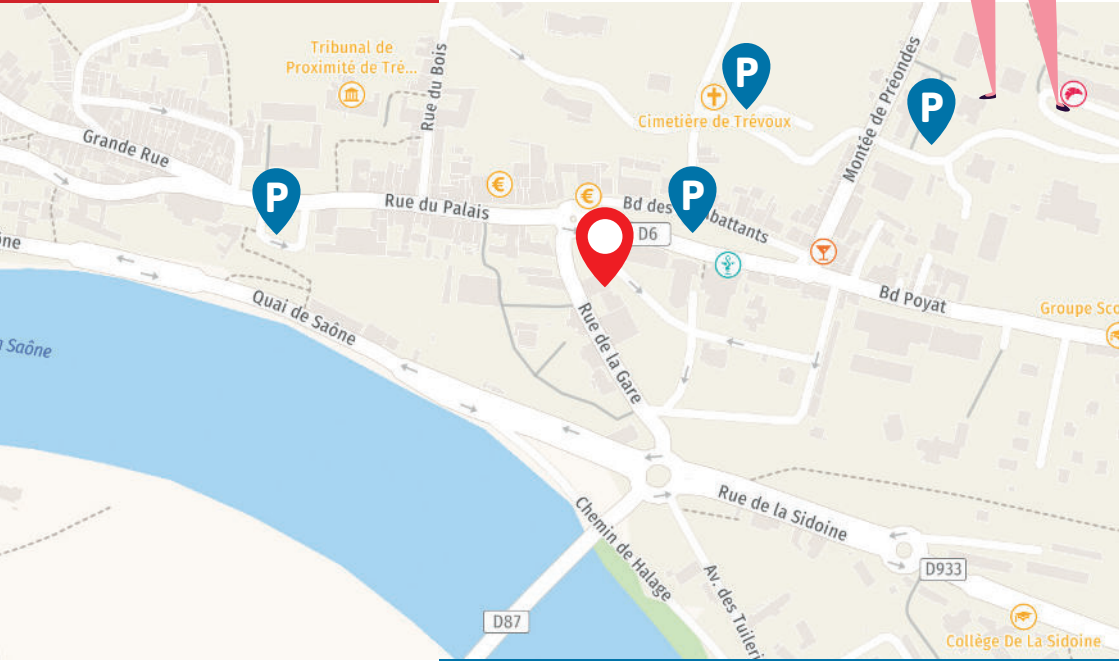 Tribunal de
Proximité de Tré...
Rue du Bois
P
Cimetière de Trévoux
P
Montée de Préondes
Grande Rue
P
Rue du Palais
€
€
P
Bd des
battants
D6
Bd Poyat
Groupe Sco
Quai de Saône
Saône
Rue de la Gare
Rue de la Sidoine
Chemin de Halage
D933
Av. des Tuileri
D87
Collège De La Sidoine